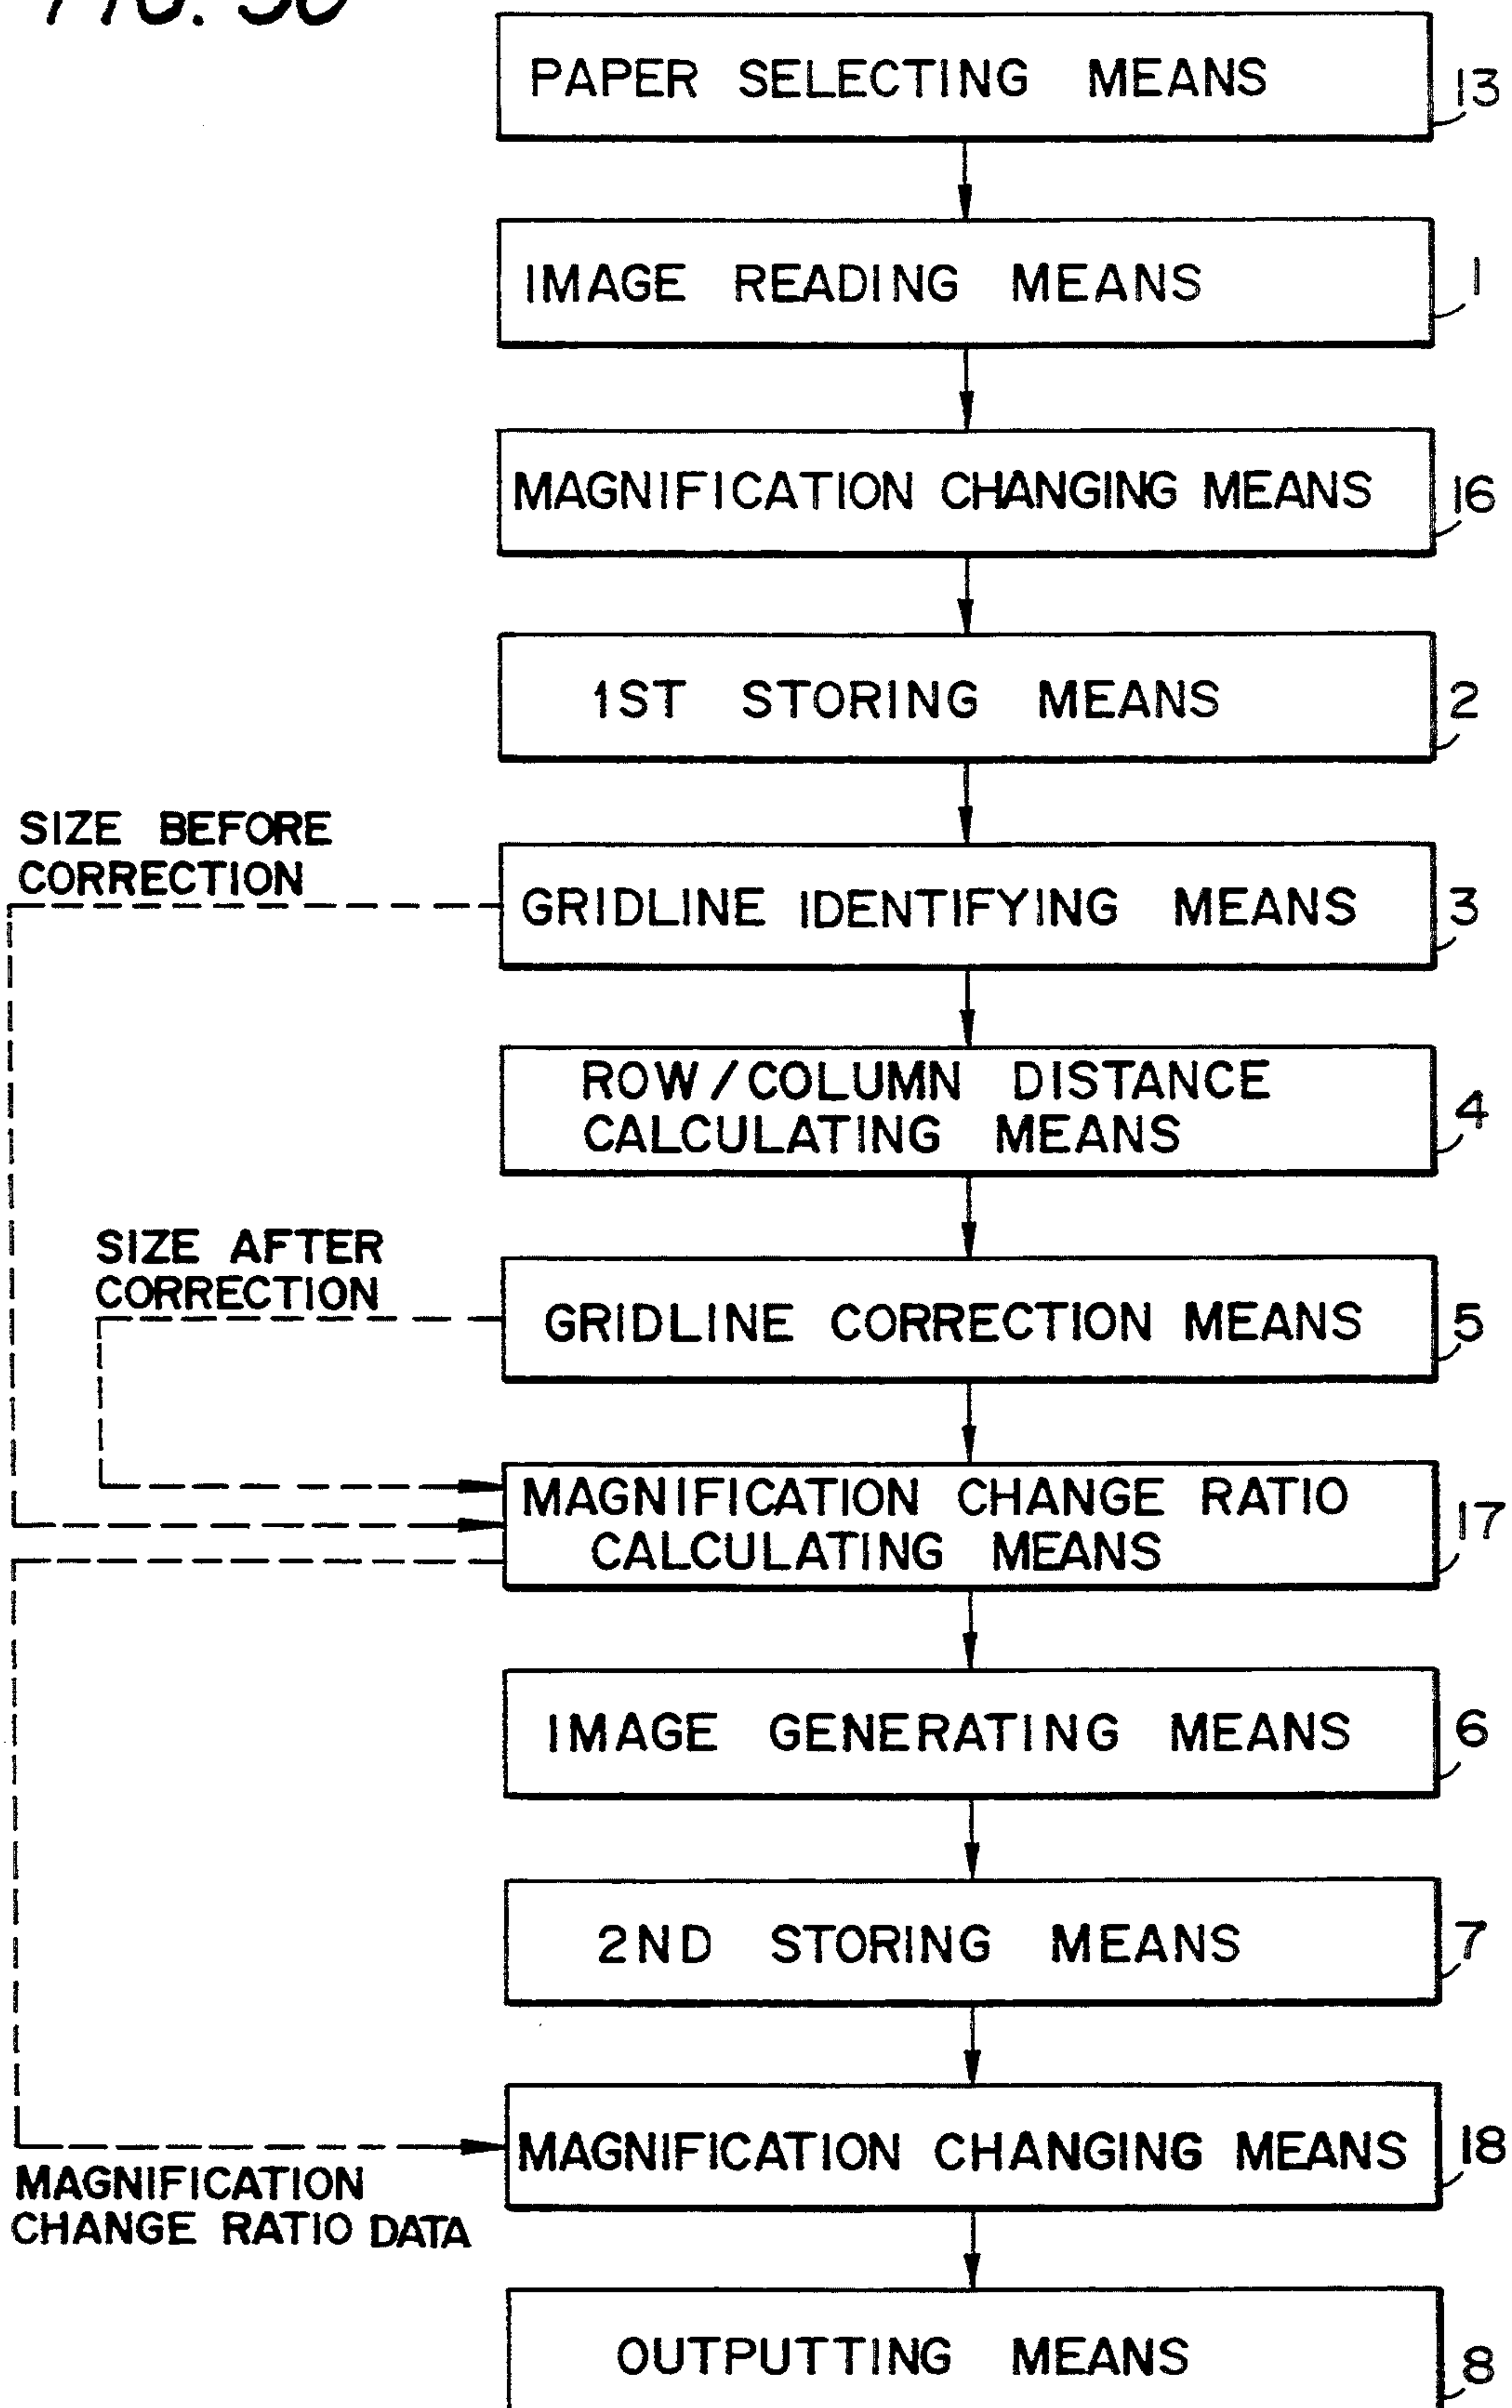 PAPER SELECTING MEANS
13
IMAGE READING MEANS
1
MAGNIFICATION CHANGING MEANS
16
1ST STORING MEANS
2
SIZE BEFORE
CORRECTION
GRIDLINE IDENTIFYING MEANS
3
ROW/COLUMN DISTANCE
CALCULATING MEANS
4
SIZE AFTER
CORRECTION
GRIDLINE CORRECTION MEANS
5
MAGNIFICATION CHANGE RATIO
CALCULATING MEANS
17
IMAGE GENERATING MEANS
6
2ND STORING MEANS
7
MAGNIFICATION CHANGING MEANS
18
MAGNIFICATION
CHANGE RATIO DATA
OUTPUTTING MEANS
8